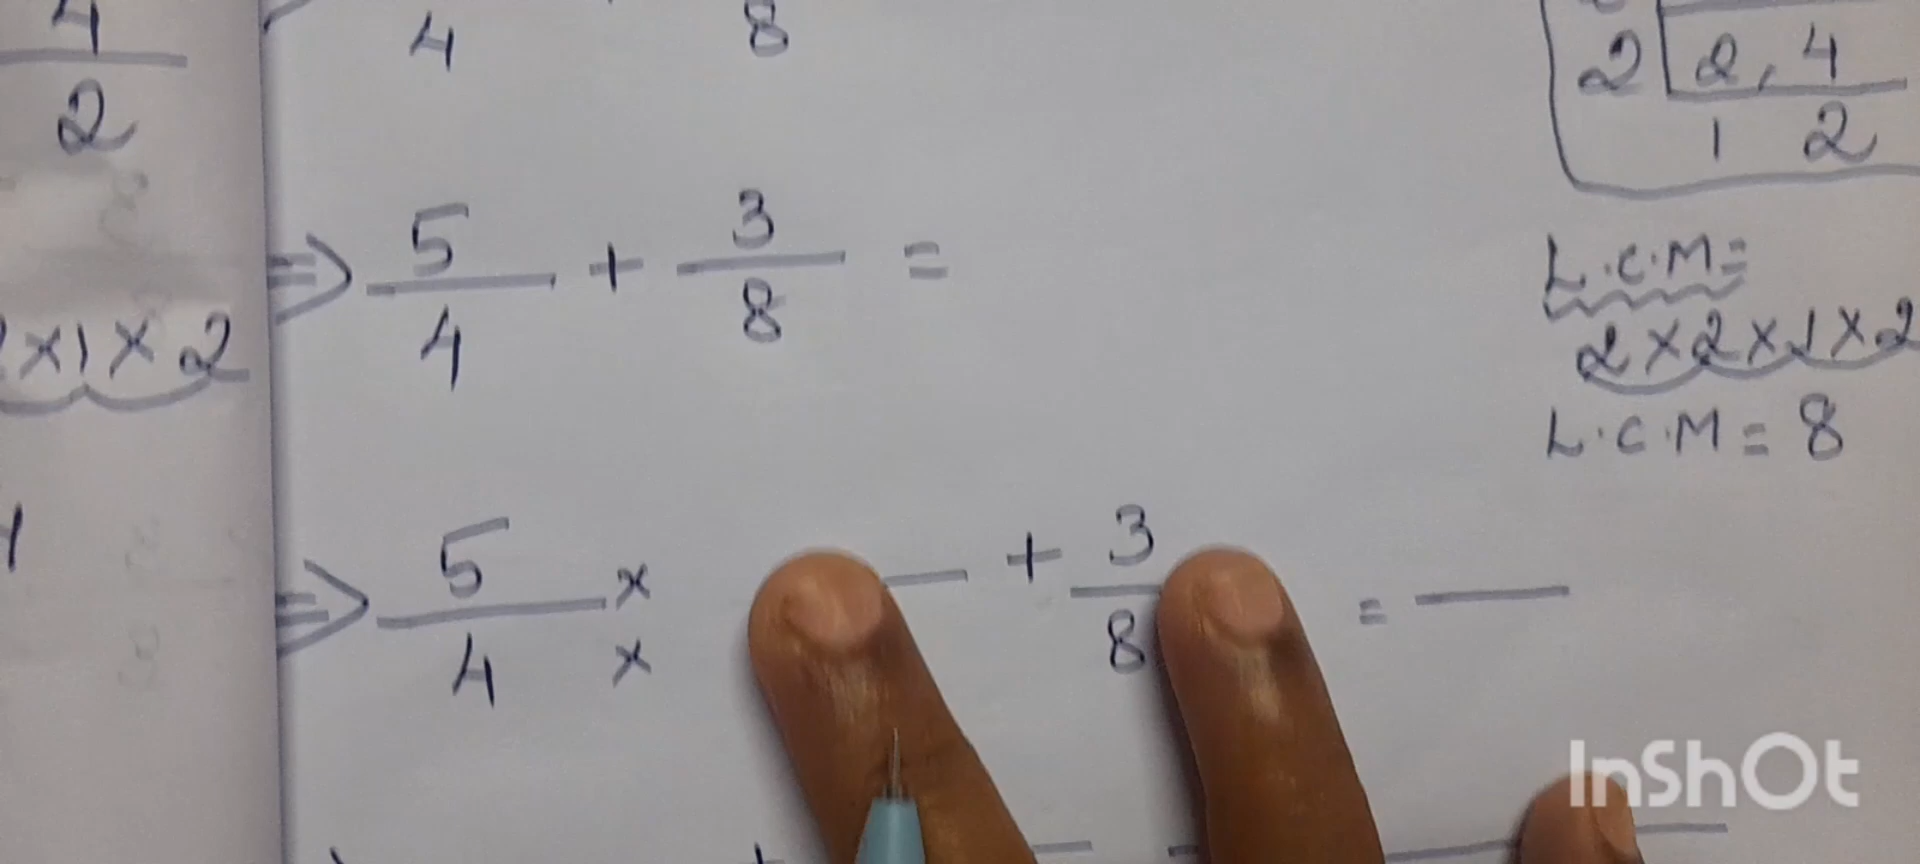 4/2
4 8
2 | 2, 4
1 2
⇒ 5/4 + 3/8 =
L.C.M=
2×2×1×2
×1×2
L.C.M = 8
⇒ 5/4 × × + 3/8 =
InShOt